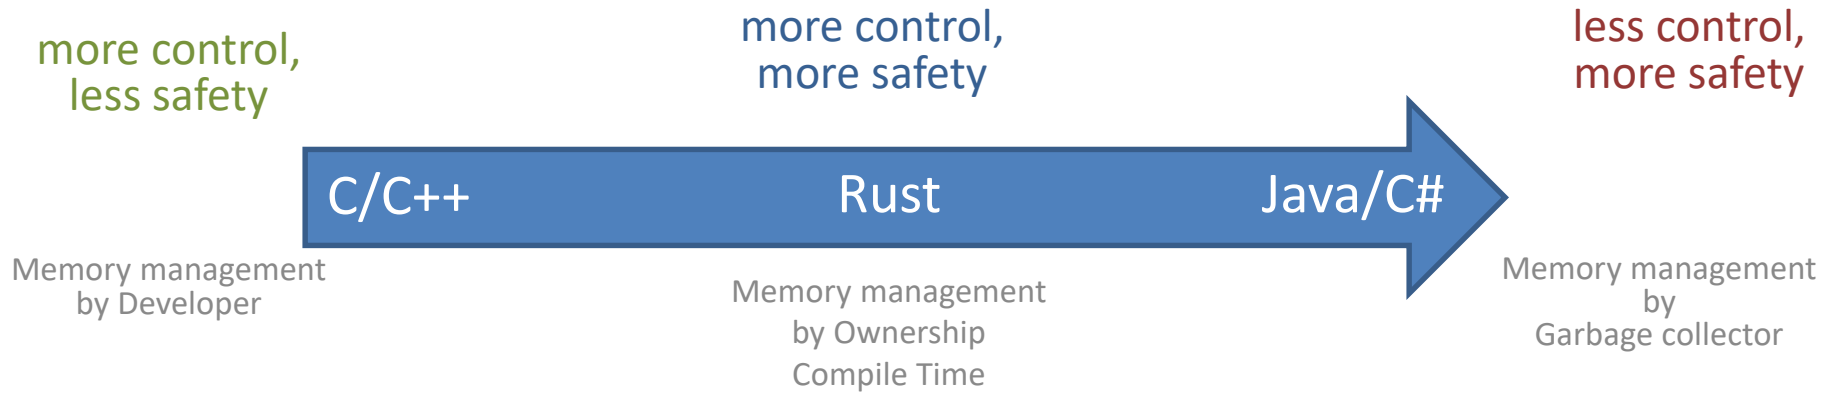 more control,
less safety
more control,
more safety
less control,
more safety
C/C++
Rust
Java/C#
Memory management
by Developer
Memory management
by Ownership
Compile Time
Memory management
by
Garbage collector